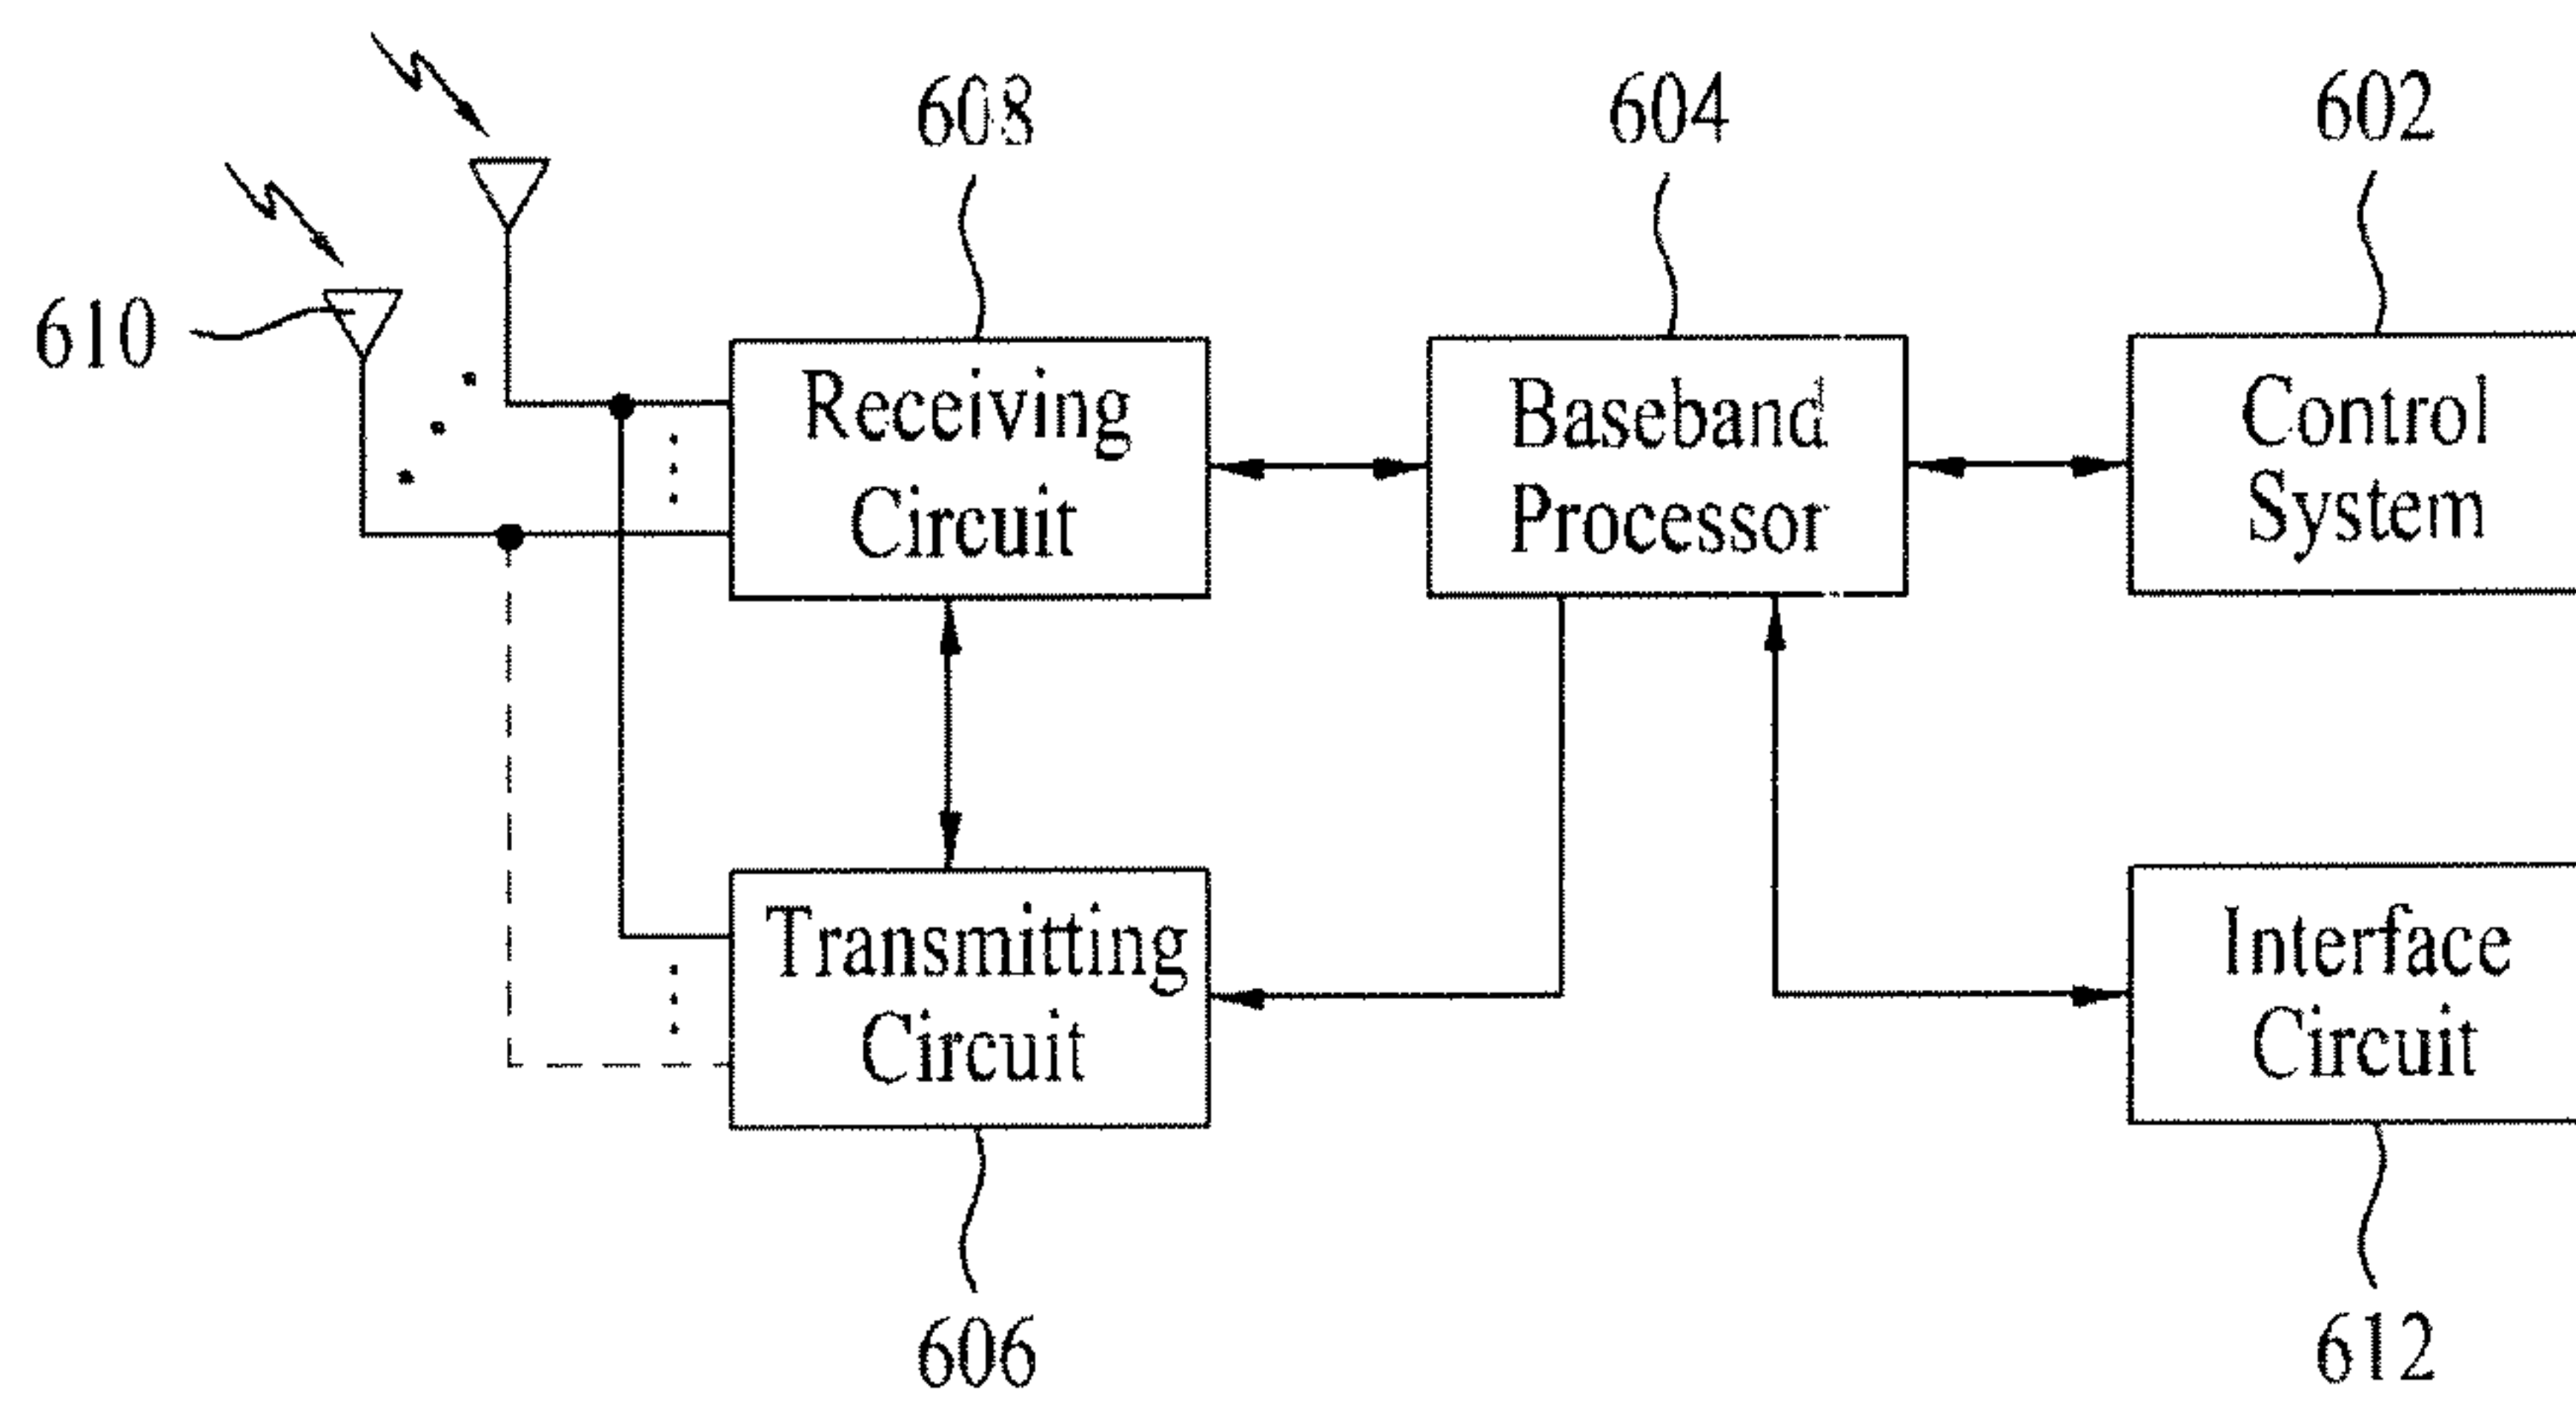 608
604
602
610
Receiving
Circuit
Baseband
Processor
Control
System
Transmitting
Circuit
Interface
Circuit
606
612